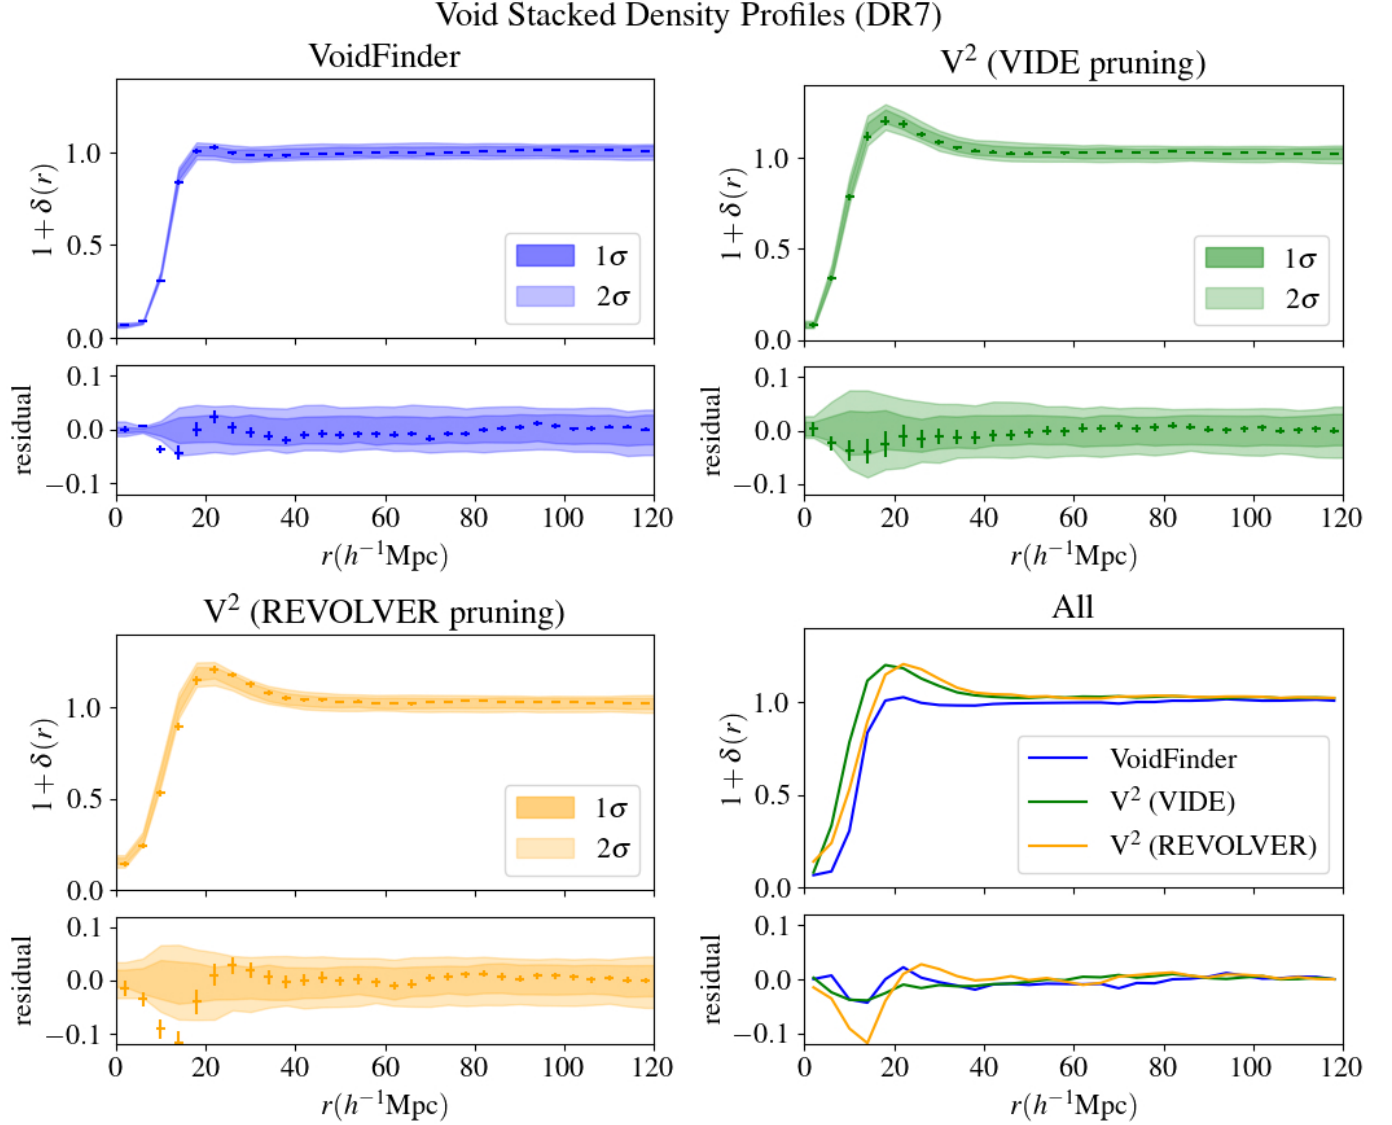 Void Stacked Density Profiles (DR7)
VoidFinder
1 + δ(r)
1.0
0.5
0.0
1σ
2σ
residual
0.1
0.0
−0.1
0 20 40 60 80 100 120
r(h⁻¹Mpc)
V² (VIDE pruning)
1 + δ(r)
1.0
0.5
0.0
1σ
2σ
residual
0.1
0.0
−0.1
0 20 40 60 80 100 120
r(h⁻¹Mpc)
V² (REVOLVER pruning)
1 + δ(r)
1.0
0.5
0.0
1σ
2σ
residual
0.1
0.0
−0.1
0 20 40 60 80 100 120
r(h⁻¹Mpc)
All
1 + δ(r)
1.0
0.5
0.0
VoidFinder
V² (VIDE)
V² (REVOLVER)
residual
0.1
0.0
−0.1
0 20 40 60 80 100 120
r(h⁻¹Mpc)